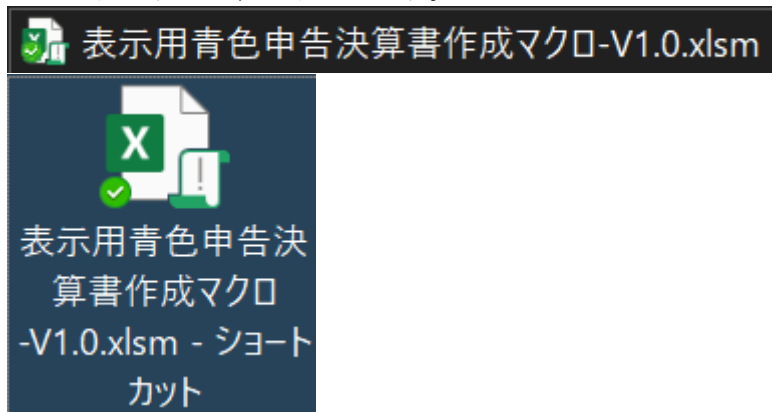 表示用青色申告決算書作成マクロ-V1.0.xlsm
表示用青色申告決
算書作成マクロ
-V1.0.xlsm - ショート
カット